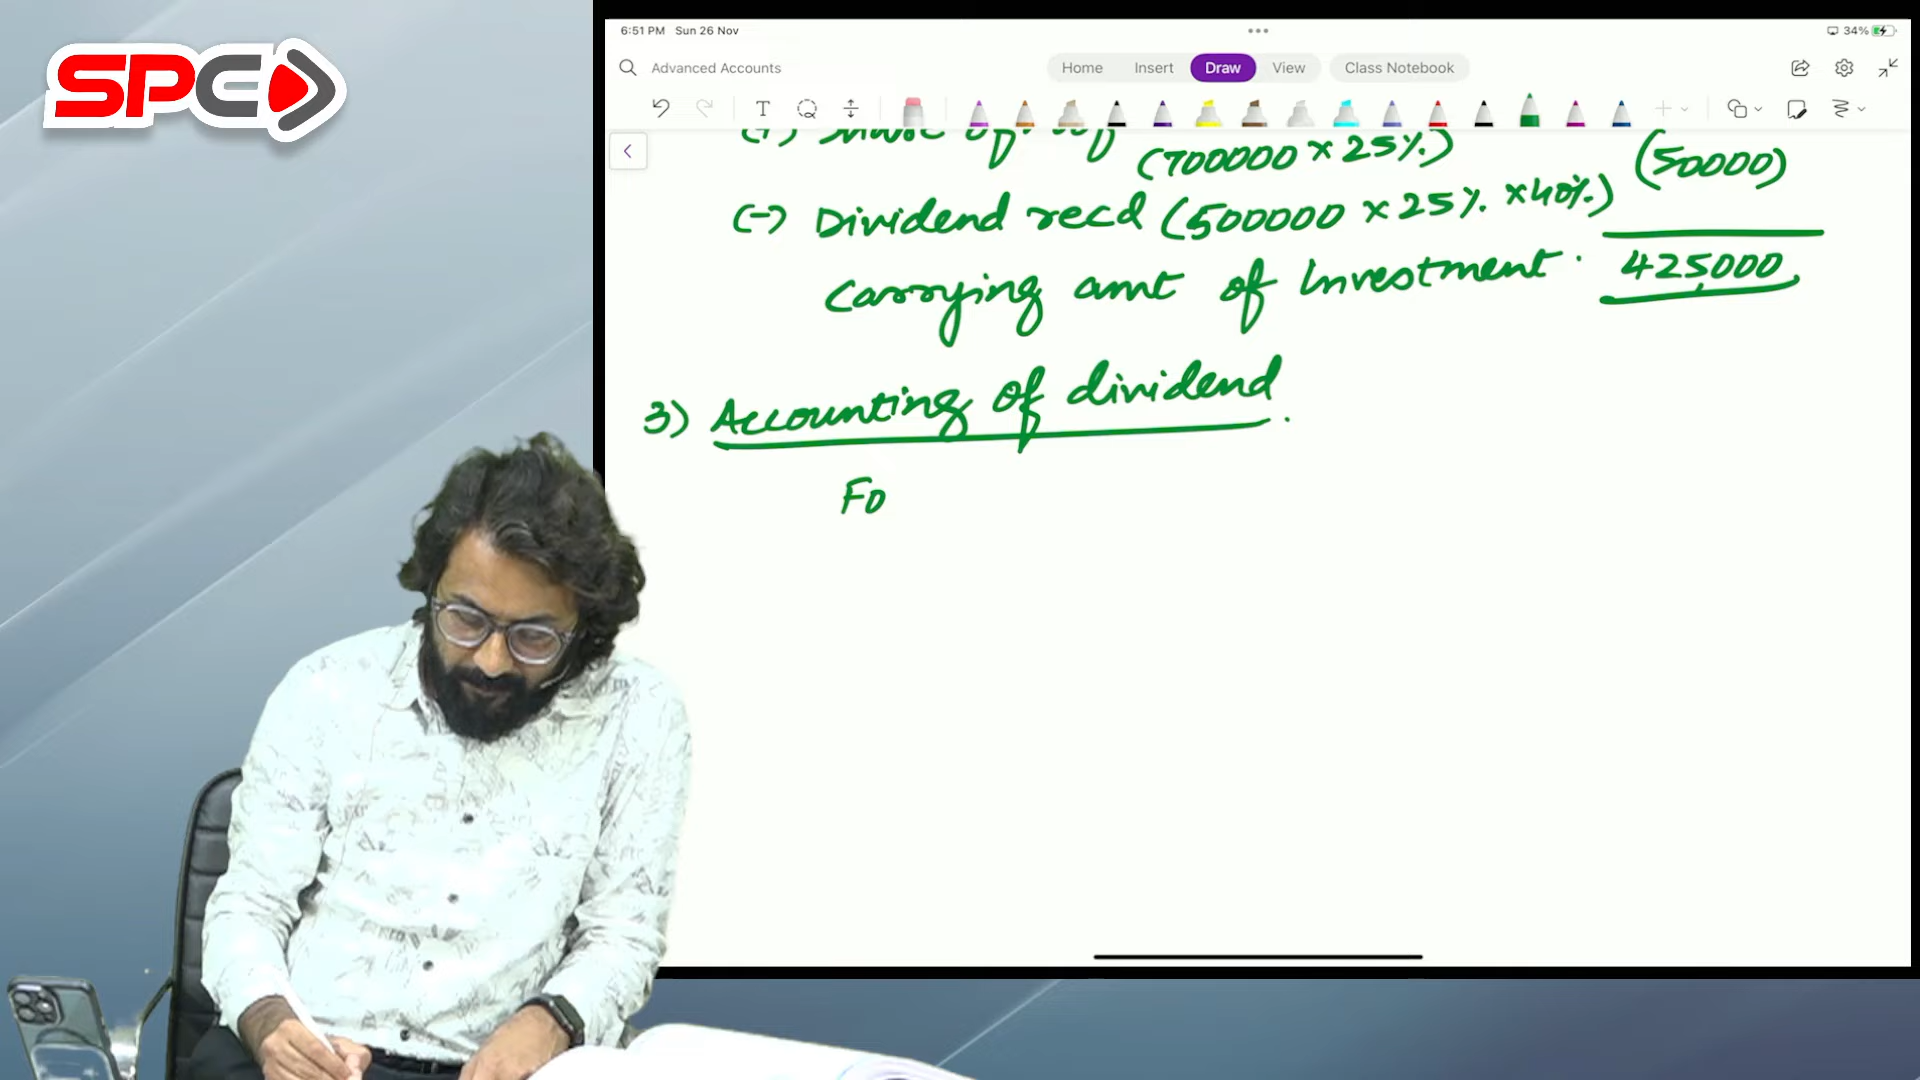 SPE
6:51 PM Sun 26 Nov
34%
Advanced Accounts
Home Insert Draw View Class Notebook
T
(700000 × 25%.)
(50000)
(-) Dividend recd (500000 × 25%. × 40%.)
carrying amt of Investment. 425000
3) Accounting of dividend.
Fo